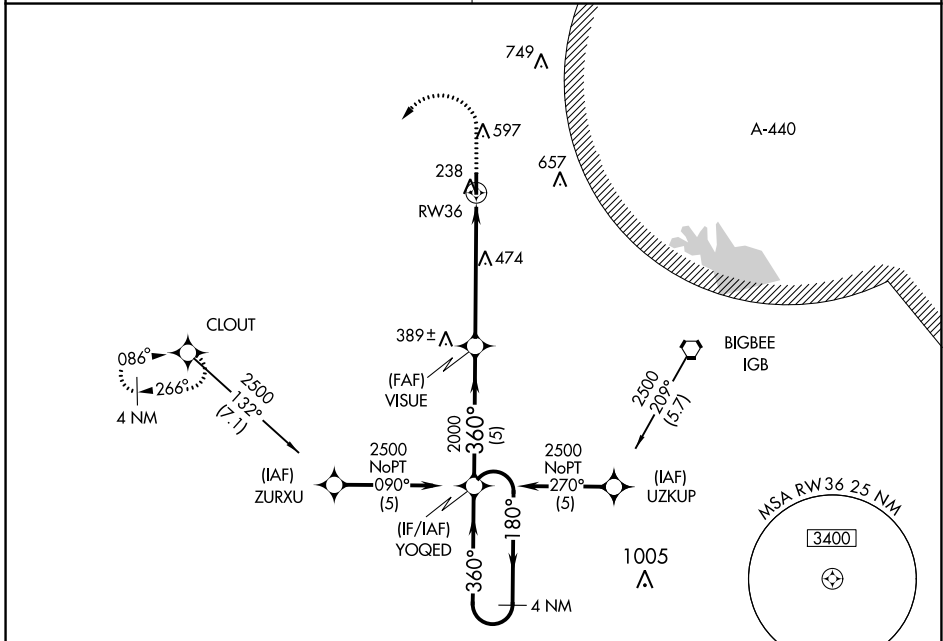 749
597
A-440
238
657
RW36
474
CLOUT
389±
BIGBEE
IGB
086°
266°
4 NM
2500
132°
(7.1)
(FAF)
VISUE
2500
209°
(5.7)
2000
360°
(5)
(IAF)
ZURXU
2500
NoPT
090°
(5)
2500
NoPT
270°
(5)
(IAF)
UZKUP
(IF/IAF)
YOQED
180°
360°
4 NM
1005
MSA RW36 25 NM
3400